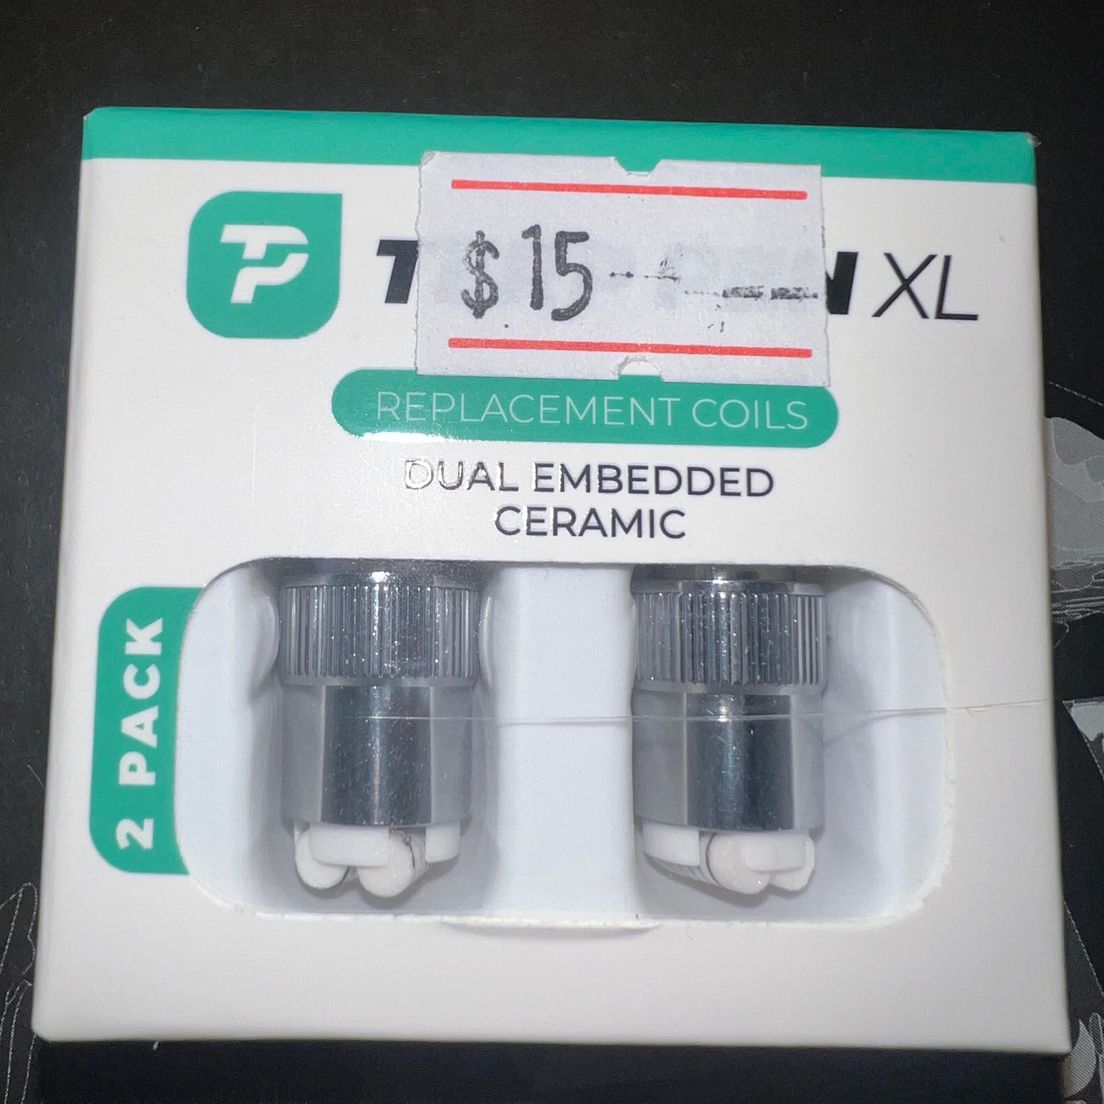 TP
$15
XL
REPLACEMENT COILS
DUAL EMBEDDED
CERAMIC
2 PACK